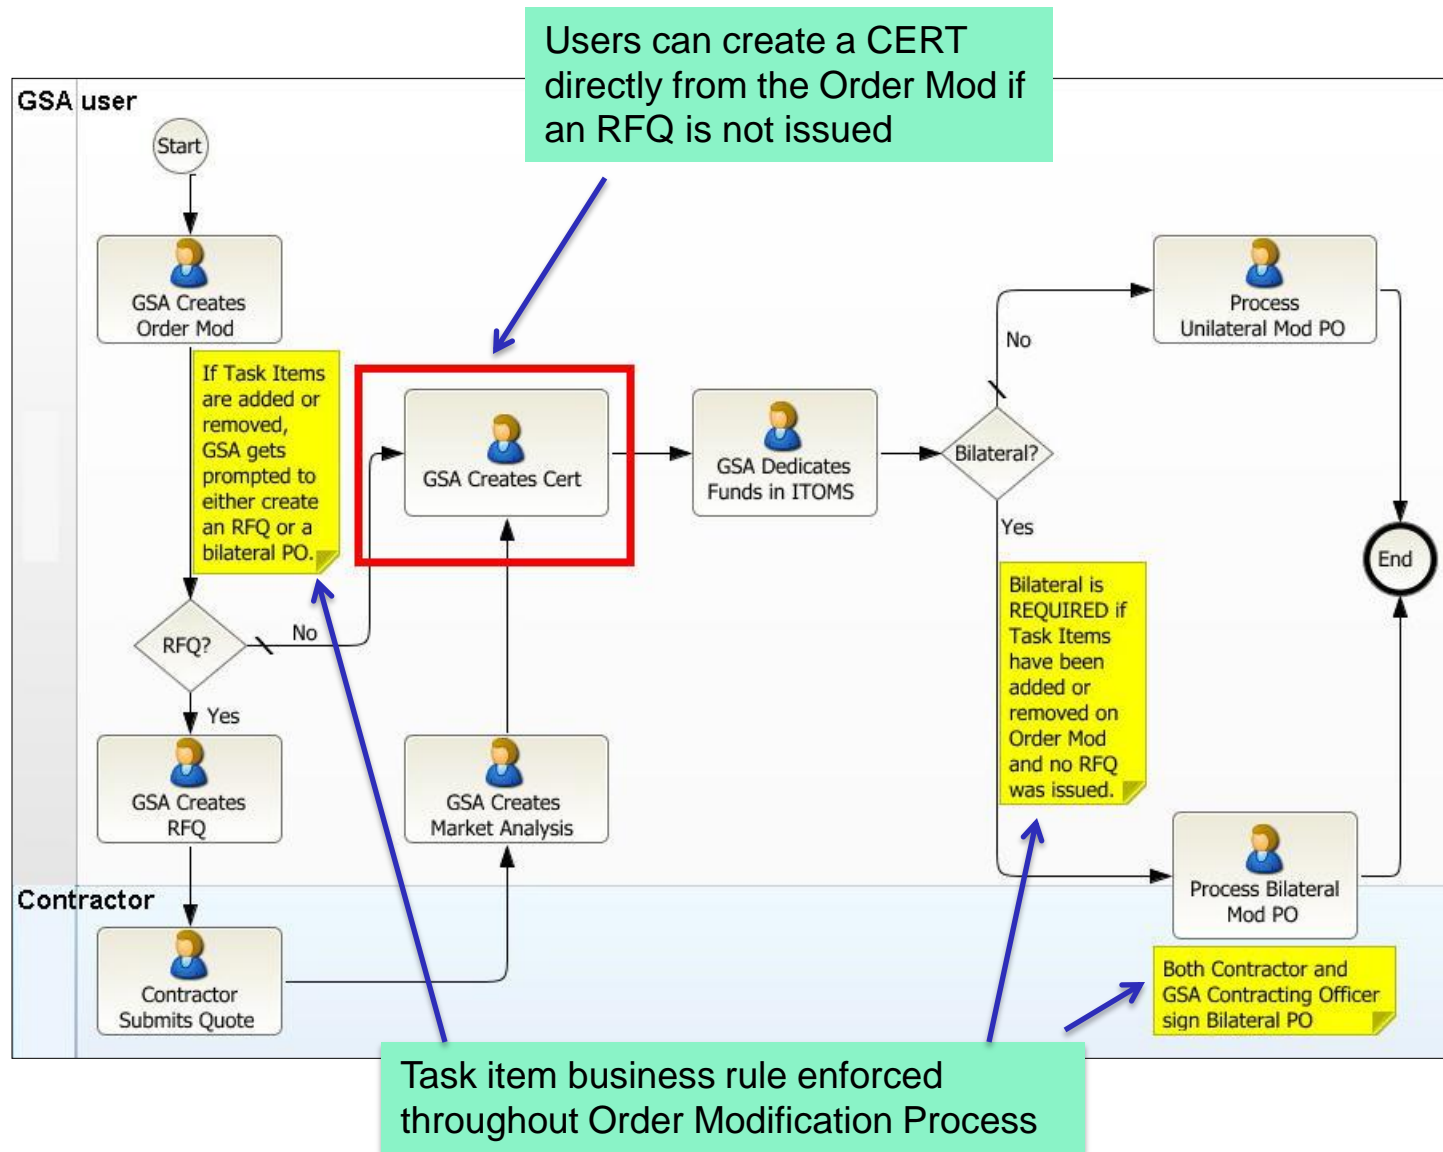 Users can create a CERT
directly from the Order Mod if
an RFQ is not issued
GSA user
Start
GSA Creates
Order Mod
If Task Items
are added or
removed,
GSA gets
prompted to
either create
an RFQ or a
bilateral PO.
RFQ?
No
Yes
GSA Creates
RFQ
Contractor
Contractor
Submits Quote
GSA Creates
Market Analysis
GSA Creates Cert
GSA Dedicates
Funds in ITOMS
Bilateral?
No
Process
Unilateral Mod PO
Yes
Bilateral is
REQUIRED if
Task Items
have been
added or
removed on
Order Mod
and no RFQ
was issued.
Process Bilateral
Mod PO
Both Contractor and
GSA Contracting Officer
sign Bilateral PO
End
Task item business rule enforced
throughout Order Modification Process